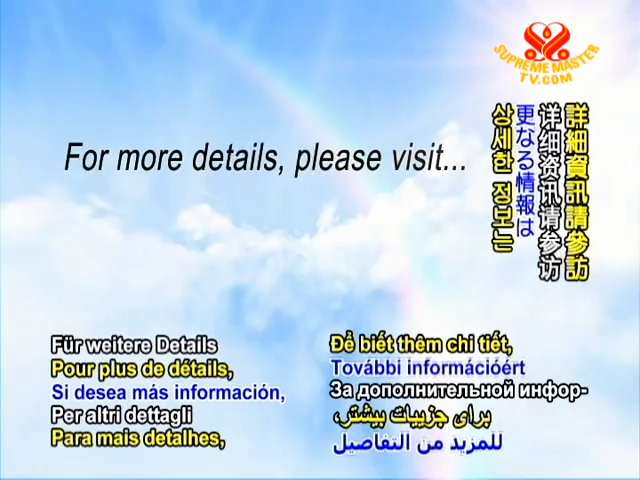 SUPREME MASTER
TV.COM
For more details, please visit...
詳細資訊請參訪
详细资讯请参访
更なる情報は
상세한 정보는
Für weitere Details
Pour plus de détails,
Si desea más información,
Per altri dettagli
Para mais detalhes,
Để biết thêm chi tiết,
További információért
За дополнительной инфор-
برای جزییات بیشتر،
للمزيد من التفاصيل